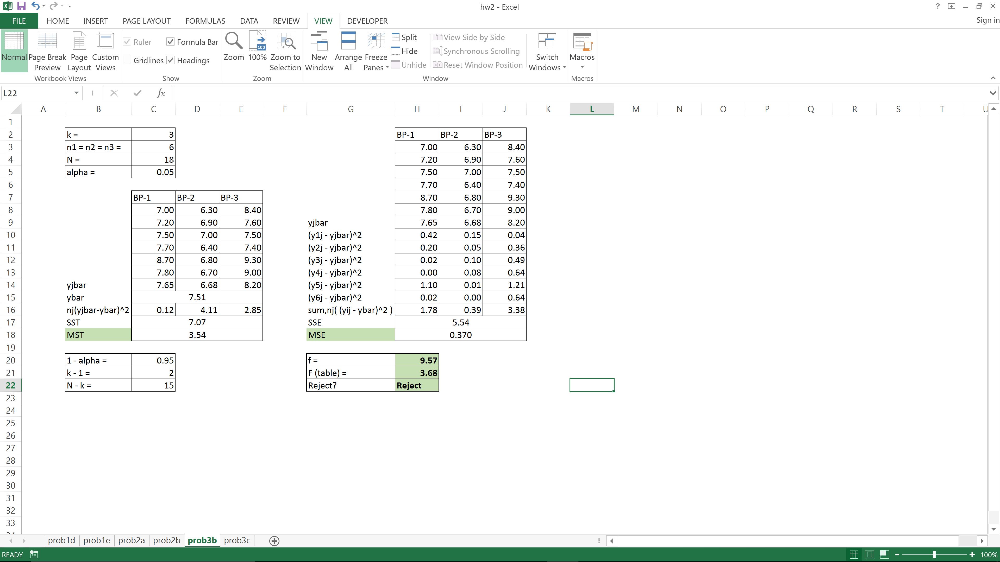 hw2 - Excel
?
Sign in
FILE HOME INSERT PAGE LAYOUT FORMULAS DATA REVIEW VIEW DEVELOPER
Normal
Page Break Preview
Page Layout
Custom Views
Workbook Views
Ruler
Formula Bar
Gridlines
Headings
Show
Zoom
100
100%
Zoom to Selection
Zoom
New Window
Arrange All
Freeze Panes
Split
Hide
Unhide
View Side by Side
Synchronous Scrolling
Reset Window Position
Switch Windows
Window
Macros
Macros
L22
fx
A B C D E F G H I J K L M N O P Q R S T U
1
2 k = 3 BP-1 BP-2 BP-3
3 n1 = n2 = n3 = 6 7.00 6.30 8.40
4 N = 18 7.20 6.90 7.60
5 alpha = 0.05 7.50 7.00 7.50
6 7.70 6.40 7.40
7 BP-1 BP-2 BP-3 8.70 6.80 9.30
8 7.00 6.30 8.40 7.80 6.70 9.00
9 7.20 6.90 7.60 yjbar 7.65 6.68 8.20
10 7.50 7.00 7.50 (y1j - yjbar)^2 0.42 0.15 0.04
11 7.70 6.40 7.40 (y2j - yjbar)^2 0.20 0.05 0.36
12 8.70 6.80 9.30 (y3j - yjbar)^2 0.02 0.10 0.49
13 7.80 6.70 9.00 (y4j - yjbar)^2 0.00 0.08 0.64
14 yjbar 7.65 6.68 8.20 (y5j - yjbar)^2 1.10 0.01 1.21
15 ybar 7.51 (y6j - yjbar)^2 0.02 0.00 0.64
16 nj(yjbar-ybar)^2 0.12 4.11 2.85 sum,nj( (yij - ybar)^2 ) 1.78 0.39 3.38
17 SST 7.07 SSE 5.54
18 MST 3.54 MSE 0.370
19
20 1 - alpha = 0.95 f = 9.57
21 k - 1 = 2 F (table) = 3.68
22 N - k = 15 Reject? Reject
23
24
25
26
27
28
29
30
31
32
33
34
prob1d prob1e prob2a prob2b prob3b prob3c
READY
100%